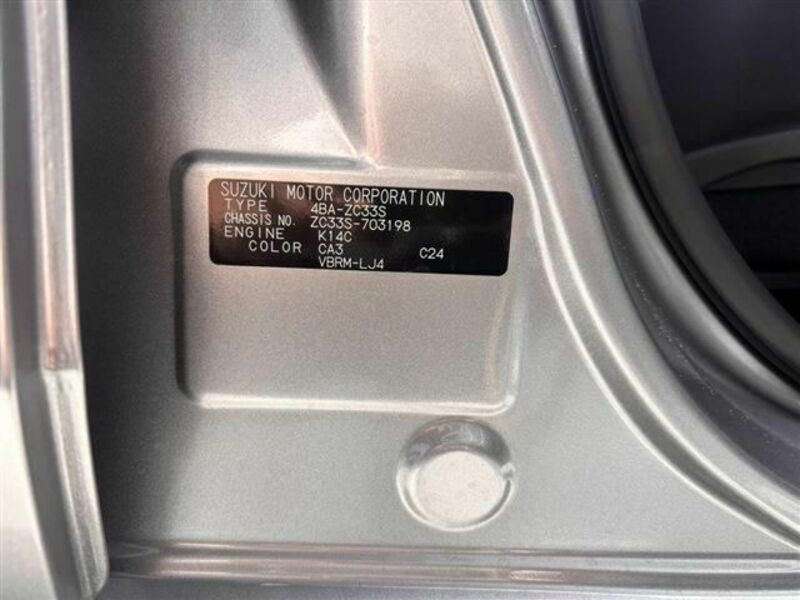 SUZUKI MOTOR CORPORATION
TYPE 4BA-ZC33S
CHASSIS NO. ZC33S-703198
ENGINE K14C
COLOR CA3 C24
VBRM-LJ4